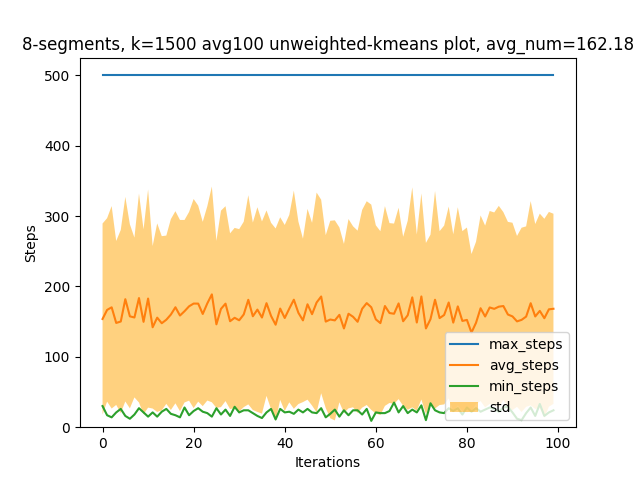 8-segments, k=1500 avg100 unweighted-kmeans plot, avg_num=162.18
500
400
300
200
100
0
Steps
max_steps
avg_steps
min_steps
std
0 20 40 60 80 100
Iterations